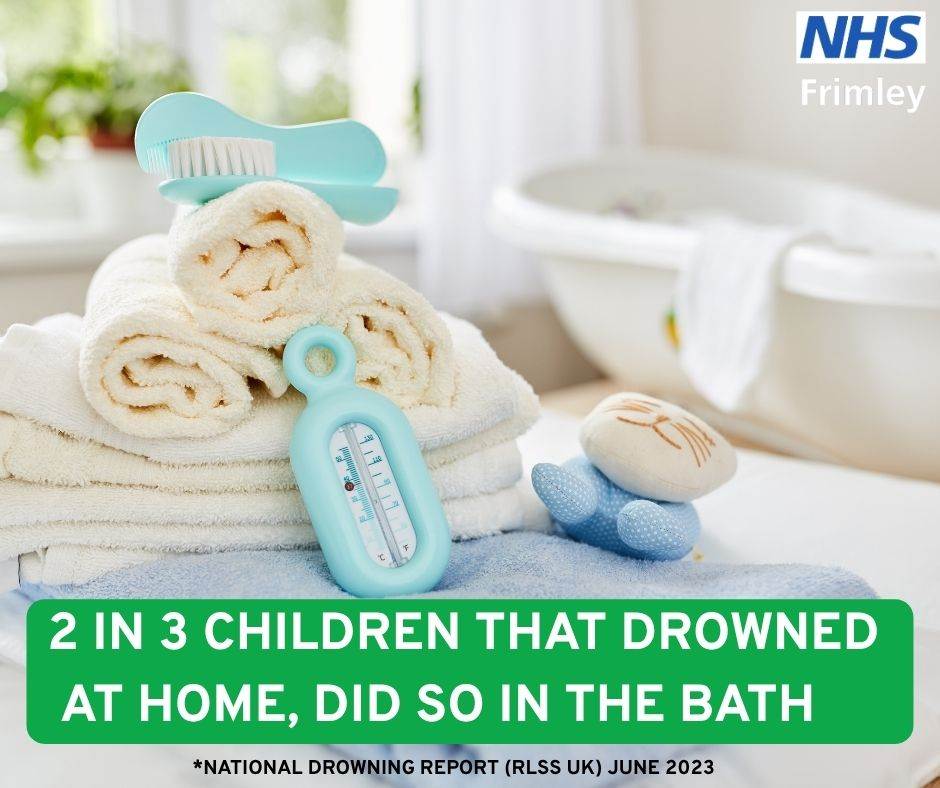 NHS
Frimley
2 IN 3 CHILDREN THAT DROWNED
AT HOME, DID SO IN THE BATH
*NATIONAL DROWNING REPORT (RLSS UK) JUNE 2023
°C
°F